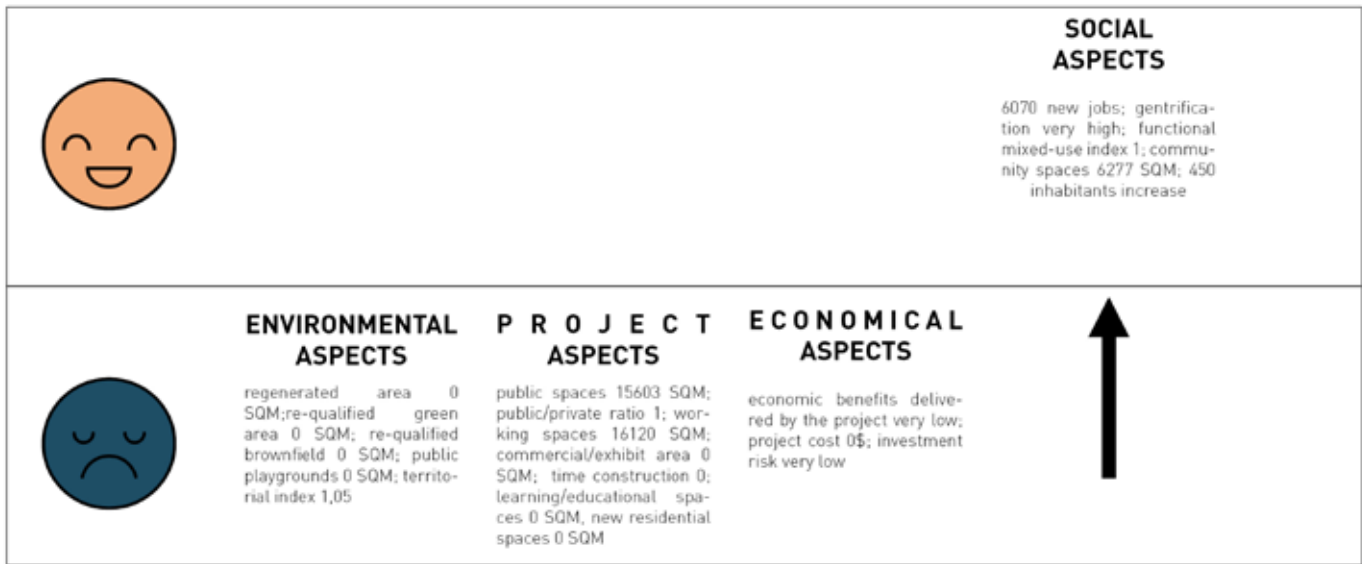 SOCIAL
ASPECTS
6070 new jobs; gentrifica-
tion very high; functional
mixed-use index 1; commu-
nity spaces 6277 SQM; 450
inhabitants increase
ENVIRONMENTAL
ASPECTS
regenerated area 0
SQM;re-qualified green
area 0 SQM; re-qualified
brownfield 0 SQM; public
playgrounds 0 SQM; territo-
rial index 1,05
PROJECT
ASPECTS
public spaces 15603 SQM;
public/private ratio 1; wor-
king spaces 16120 SQM;
commercial/exhibit area 0
SQM; time construction 0;
learning/educational spa-
ces 0 SQM, new residential
spaces 0 SQM
ECONOMICAL
ASPECTS
economic benefits delive-
red by the project very low;
project cost 0$; investment
risk very low